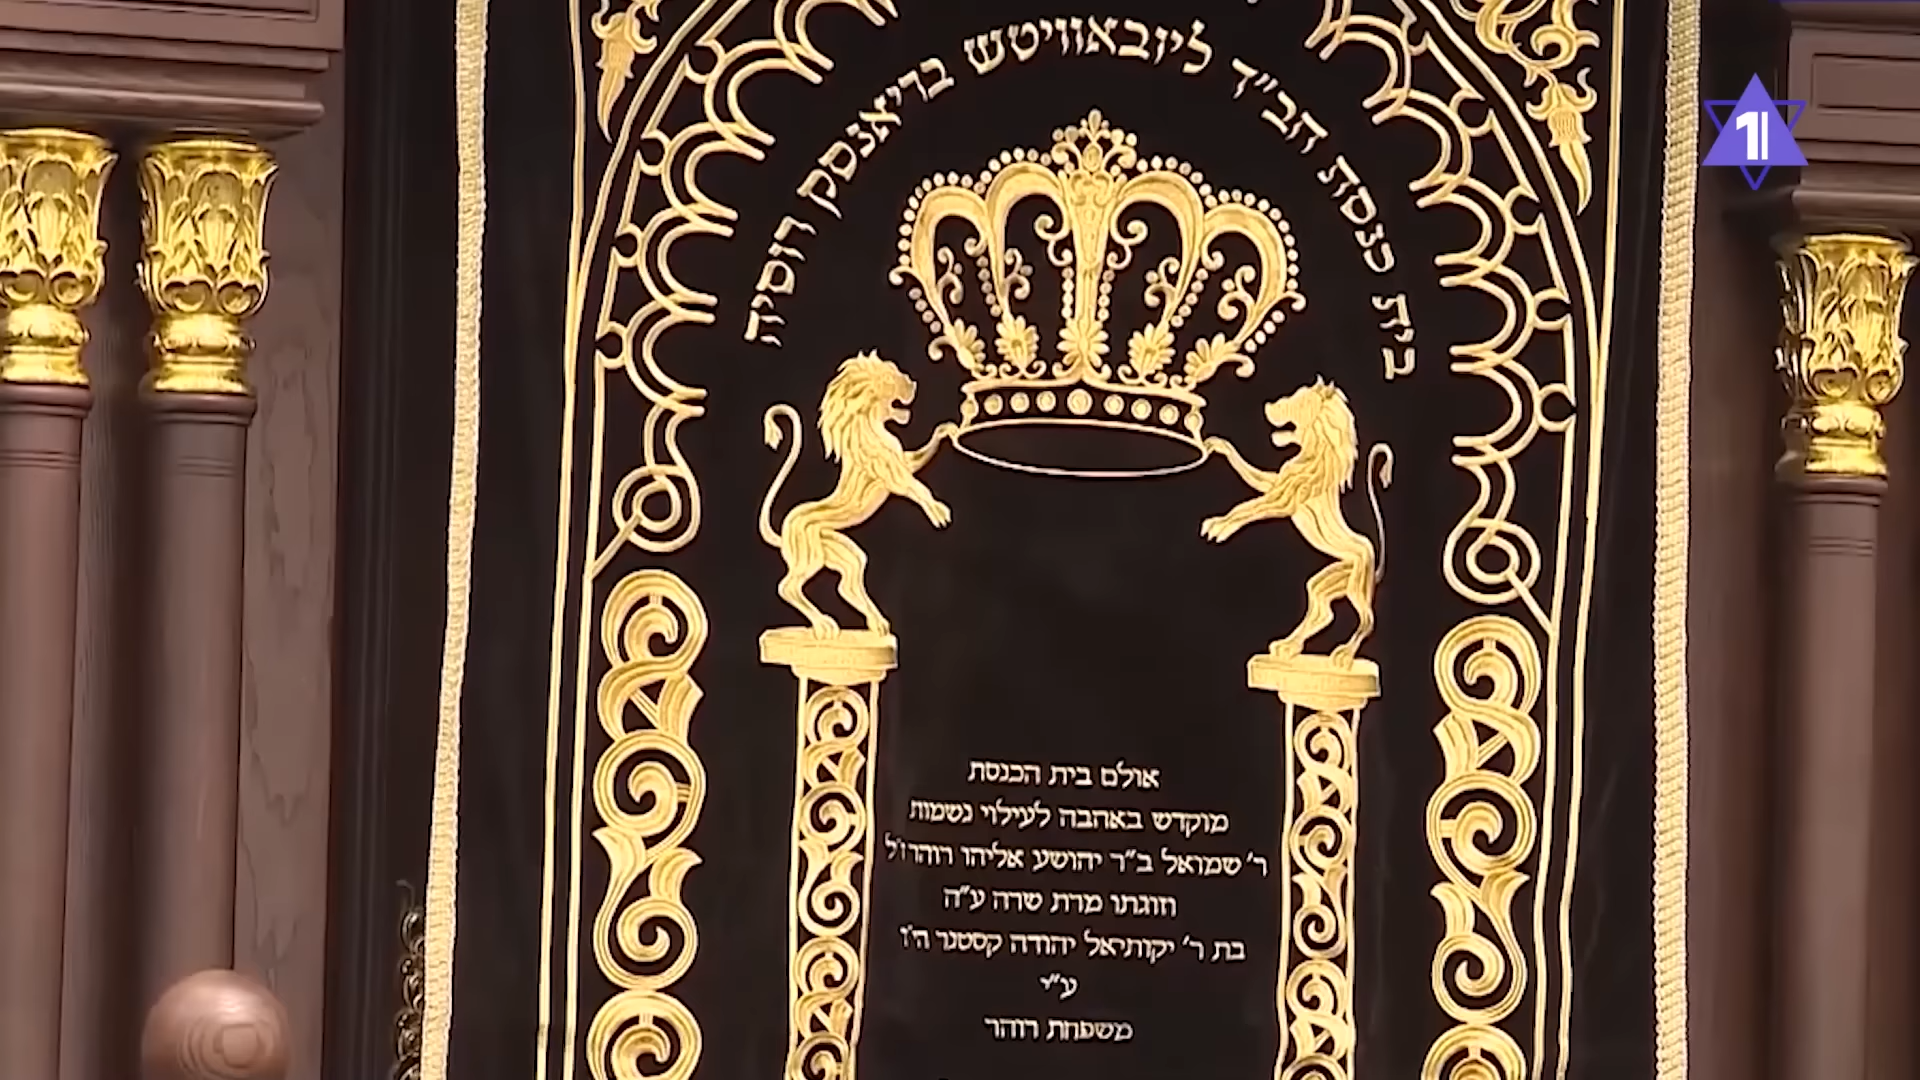 בית כנסת חב"ד ליובאוויטש בריאנסק רוסיה
אולם בית הכנסת
מוקדש באהבה לעילוי נשמות
ר' שמואל ב"ר יהושע אליהו רוהר ז"ל
וזוגתו מרת שרה ע"ה
בת ר' יקותיאל יהודה קסטנר הי"ו
ע"י
משפחת רוהר